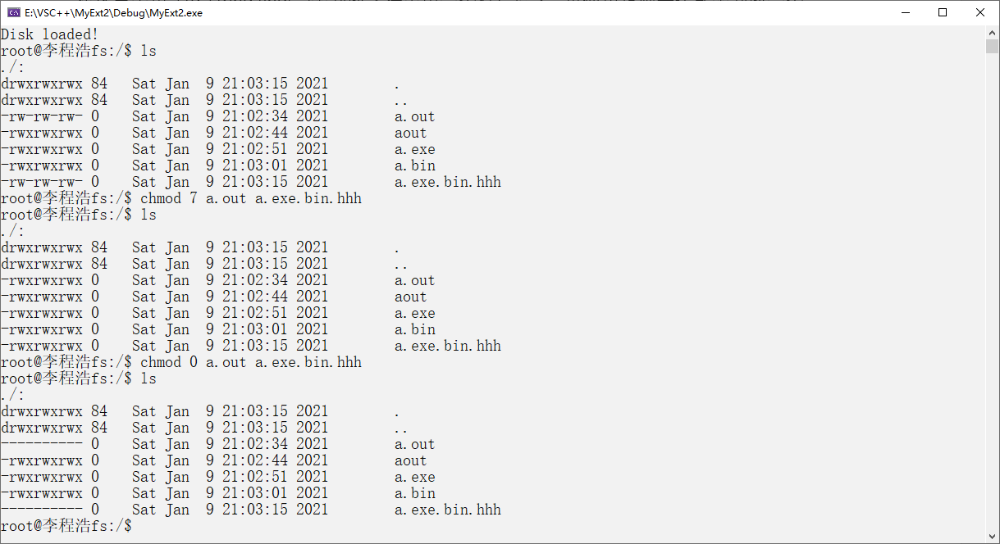 E:\VSC++\MyExt2\Debug\MyExt2.exe
Disk loaded!
root@李程浩fs:/$ ls
./:
drwxrwxrwx 84   Sat Jan  9 21:03:15 2021        .
drwxrwxrwx 84   Sat Jan  9 21:03:15 2021        ..
-rw-rw-rw- 0    Sat Jan  9 21:02:34 2021        a.out
-rwxrwxrwx 0    Sat Jan  9 21:02:44 2021        aout
-rwxrwxrwx 0    Sat Jan  9 21:02:51 2021        a.exe
-rwxrwxrwx 0    Sat Jan  9 21:03:01 2021        a.bin
-rw-rw-rw- 0    Sat Jan  9 21:03:15 2021        a.exe.bin.hhh
root@李程浩fs:/$ chmod 7 a.out a.exe.bin.hhh
root@李程浩fs:/$ ls
./:
drwxrwxrwx 84   Sat Jan  9 21:03:15 2021        .
drwxrwxrwx 84   Sat Jan  9 21:03:15 2021        ..
-rwxrwxrwx 0    Sat Jan  9 21:02:34 2021        a.out
-rwxrwxrwx 0    Sat Jan  9 21:02:44 2021        aout
-rwxrwxrwx 0    Sat Jan  9 21:02:51 2021        a.exe
-rwxrwxrwx 0    Sat Jan  9 21:03:01 2021        a.bin
-rwxrwxrwx 0    Sat Jan  9 21:03:15 2021        a.exe.bin.hhh
root@李程浩fs:/$ chmod 0 a.out a.exe.bin.hhh
root@李程浩fs:/$ ls
./:
drwxrwxrwx 84   Sat Jan  9 21:03:15 2021        .
drwxrwxrwx 84   Sat Jan  9 21:03:15 2021        ..
---------- 0    Sat Jan  9 21:02:34 2021        a.out
-rwxrwxrwx 0    Sat Jan  9 21:02:44 2021        aout
-rwxrwxrwx 0    Sat Jan  9 21:02:51 2021        a.exe
-rwxrwxrwx 0    Sat Jan  9 21:03:01 2021        a.bin
---------- 0    Sat Jan  9 21:03:15 2021        a.exe.bin.hhh
root@李程浩fs:/$